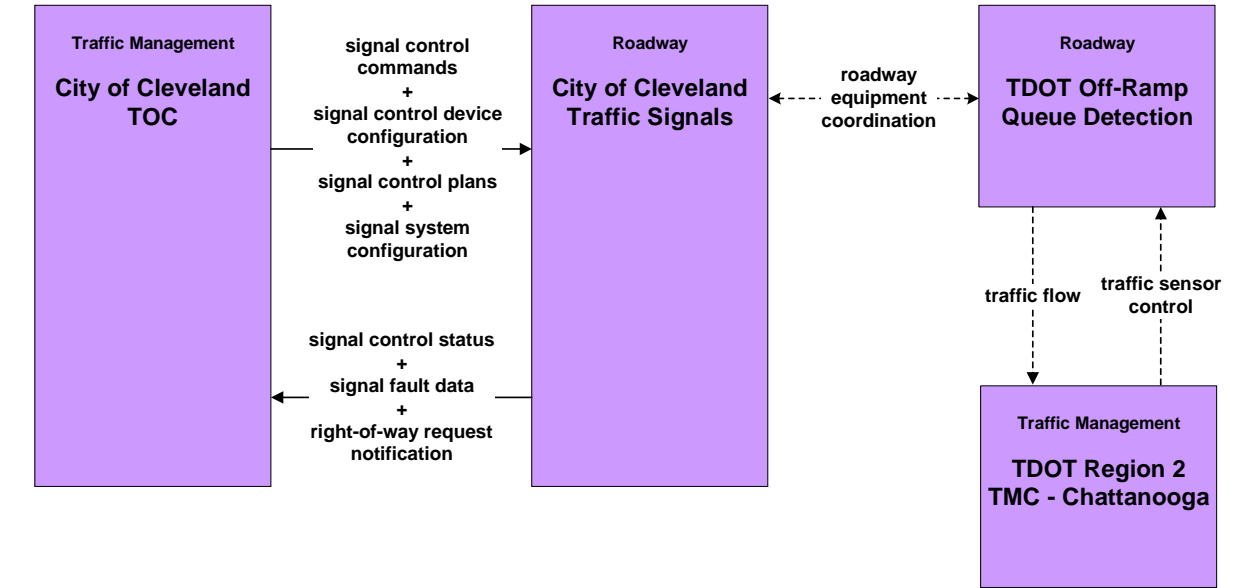 Traffic Management
City of Cleveland
TOC
signal control
commands
+
signal control device
configuration
+
signal control plans
+
signal system
configuration
signal control status
+
signal fault data
+
right-of-way request
notification
Roadway
City of Cleveland
Traffic Signals
roadway
equipment
coordination
Roadway
TDOT Off-Ramp
Queue Detection
traffic flow
traffic sensor
control
Traffic Management
TDOT Region 2
TMC - Chattanooga